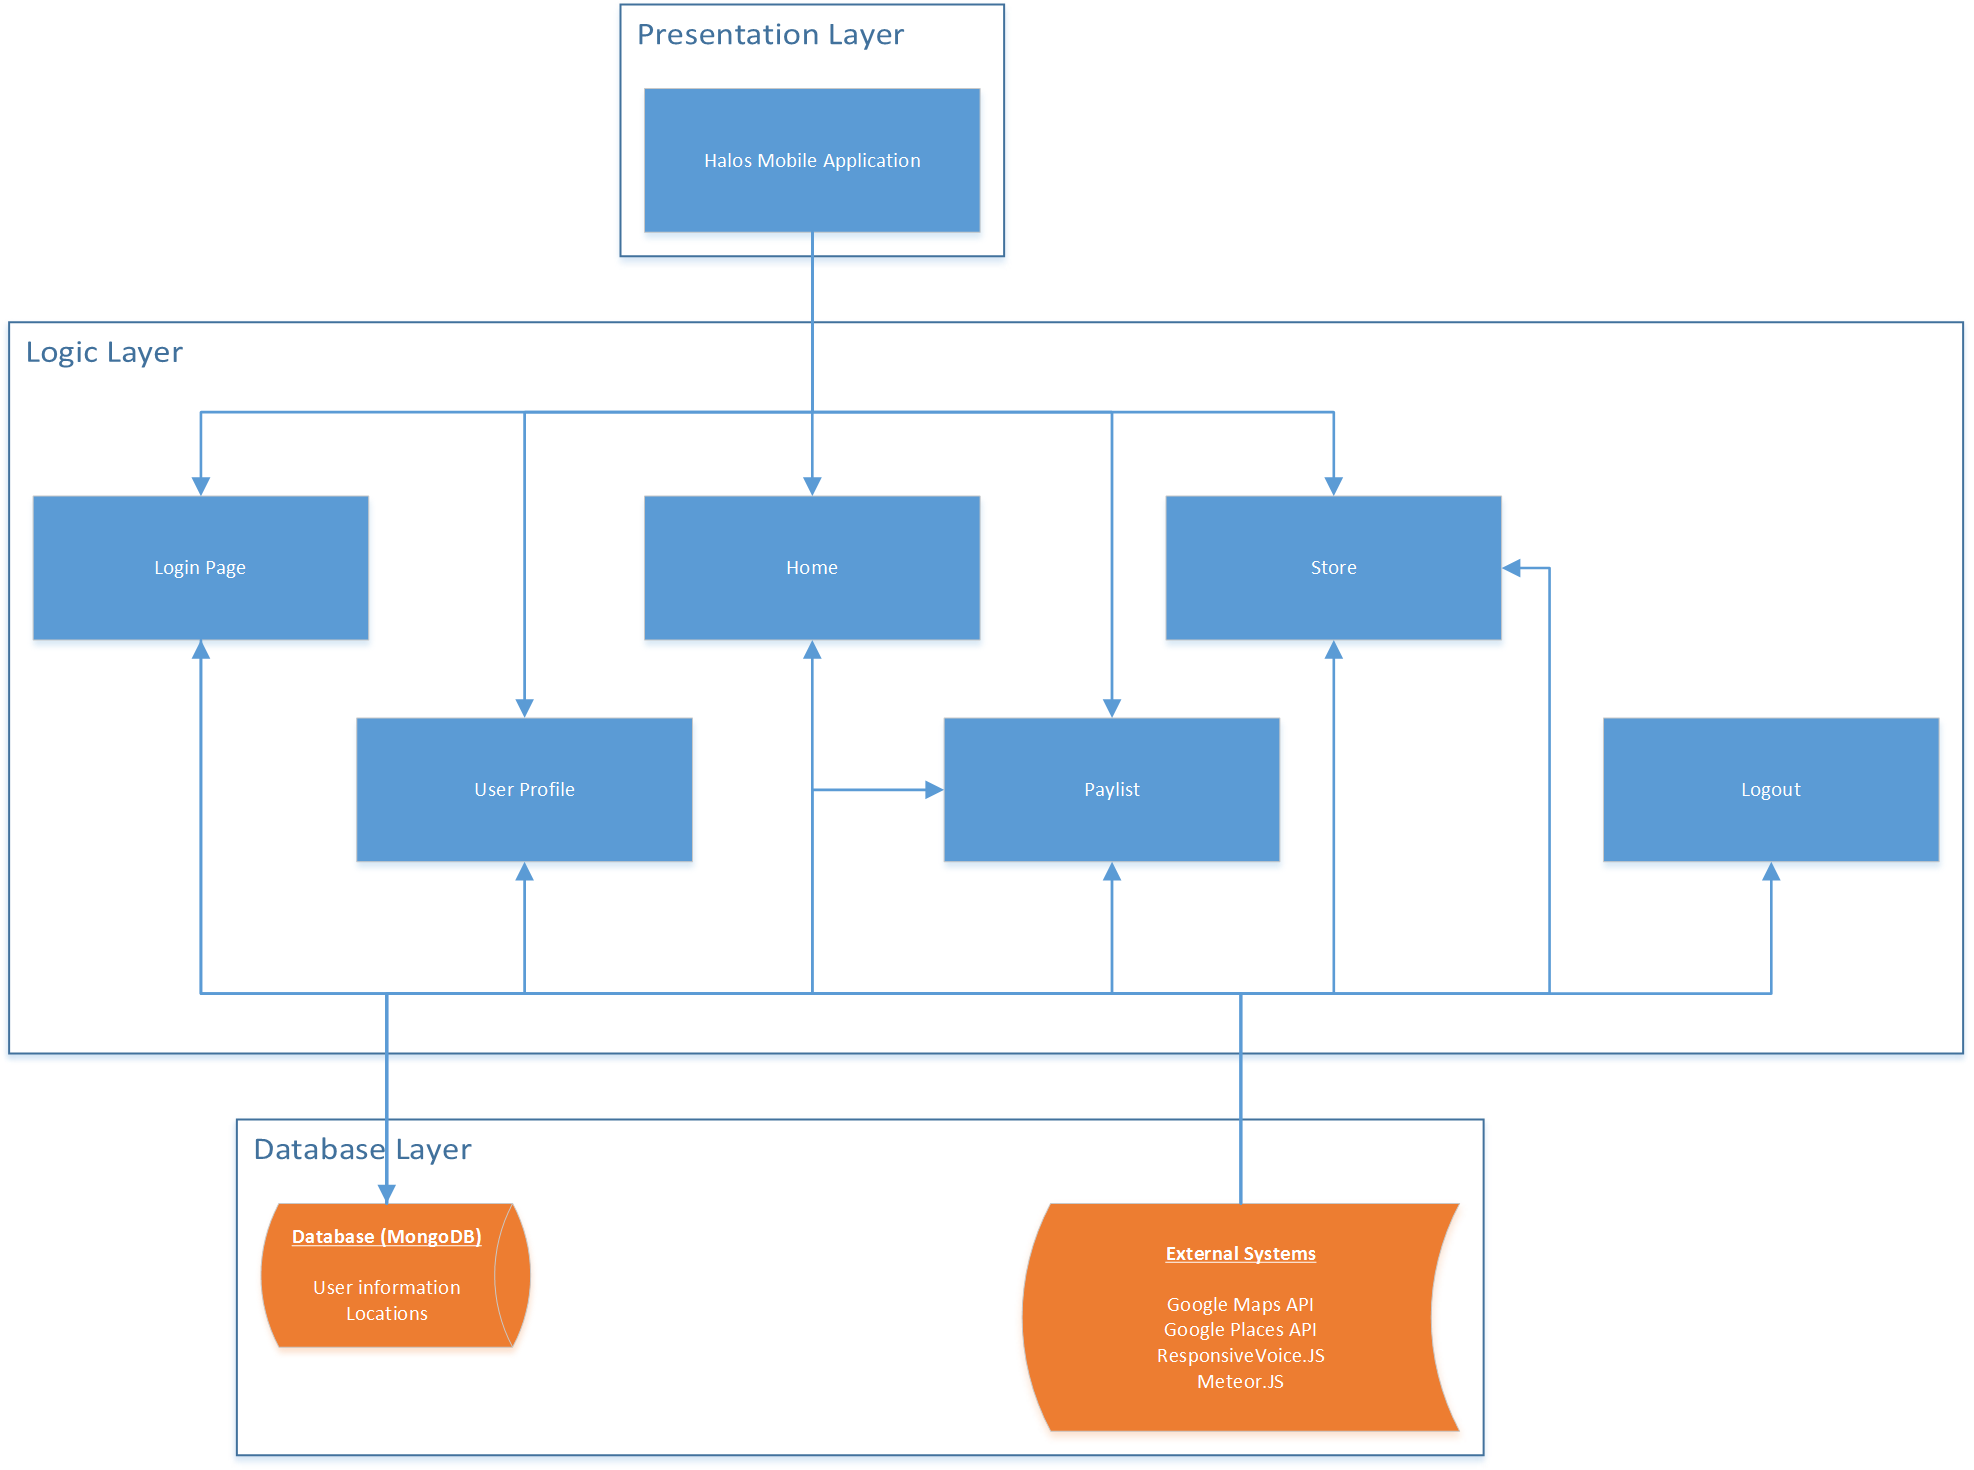 Presentation Layer
Halos Mobile Application
Logic Layer
Login Page
Home
Store
User Profile
Paylist
Logout
Database Layer
Database (MongoDB)
User information
Locations
External Systems
Google Maps API
Google Places API
ResponsiveVoice.JS
Meteor.JS